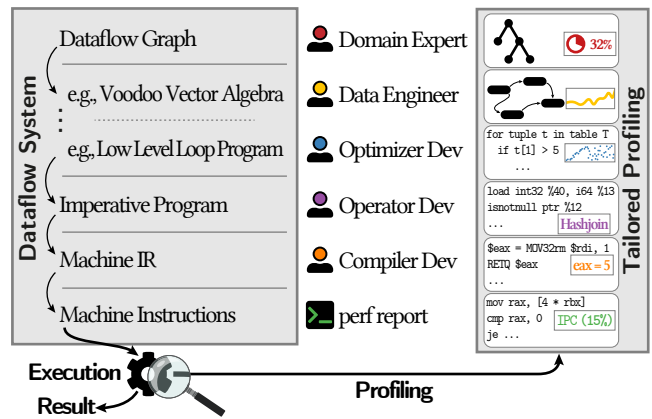 Dataflow System
Dataflow Graph
e.g., Voodoo Vector Algebra
e.g., Low Level Loop Program
Imperative Program
Machine IR
Machine Instructions
Domain Expert
Data Engineer
Optimizer Dev
Operator Dev
Compiler Dev
>_ perf report
32%
for tuple t in table T
if t[1] > 5
...
load int32 %40, i64 %13
isnotnull ptr %12
...
Hashjoin
$eax = MOV32rm $rdi, 1
RETQ $eax
...
eax = 5
mov rax, [4 * rbx]
cmp rax, 0
je ...
IPC (15%)
Tailored Profiling
Execution
Result
Profiling